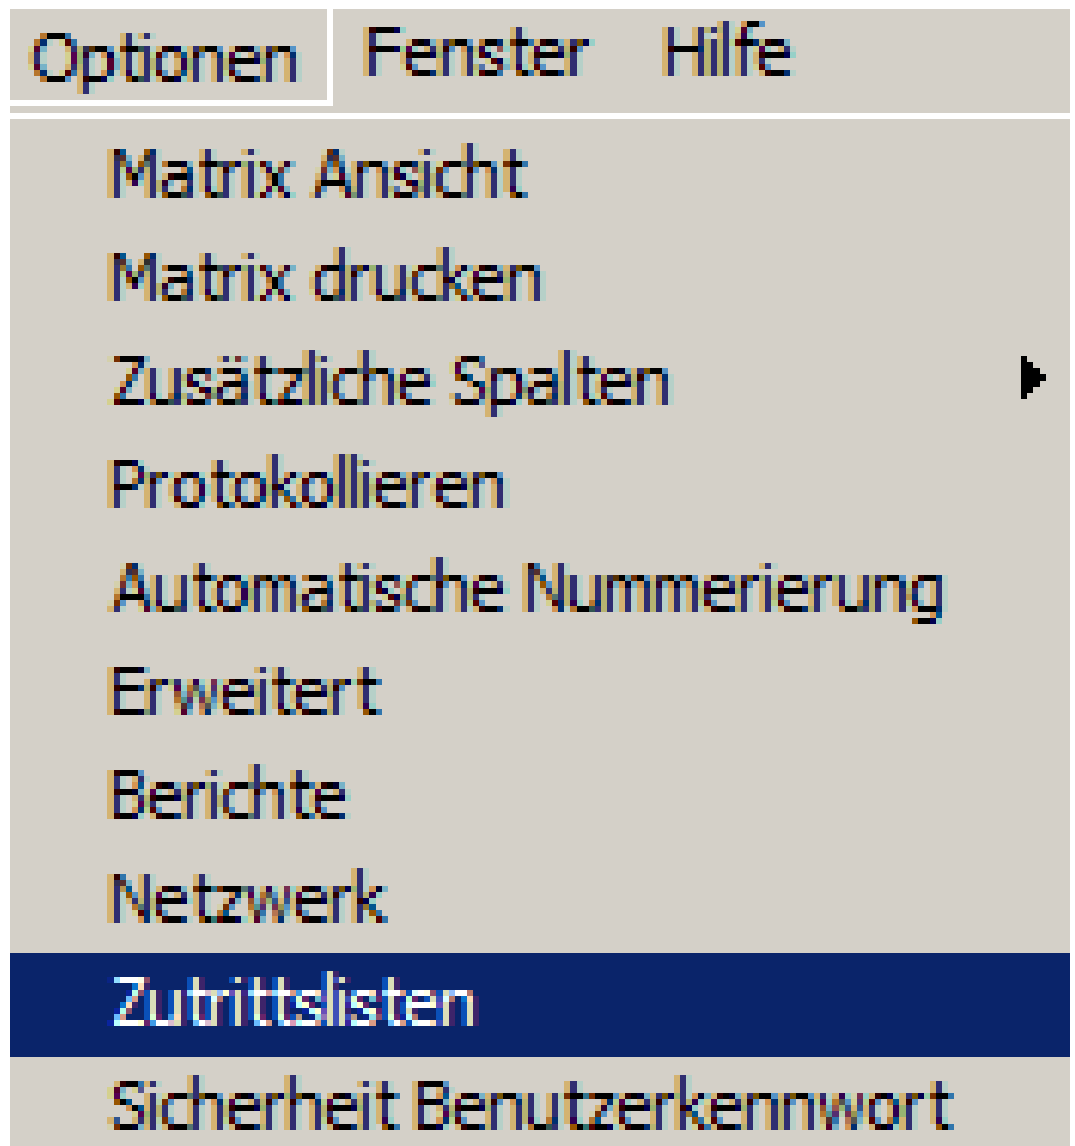 Optionen Fenster Hilfe
Matrix Ansicht
Matrix drucken
Zusätzliche Spalten
Protokollieren
Automatische Nummerierung
Erweitert
Berichte
Netzwerk
Zutrittslisten
Sicherheit Benutzerkennwort